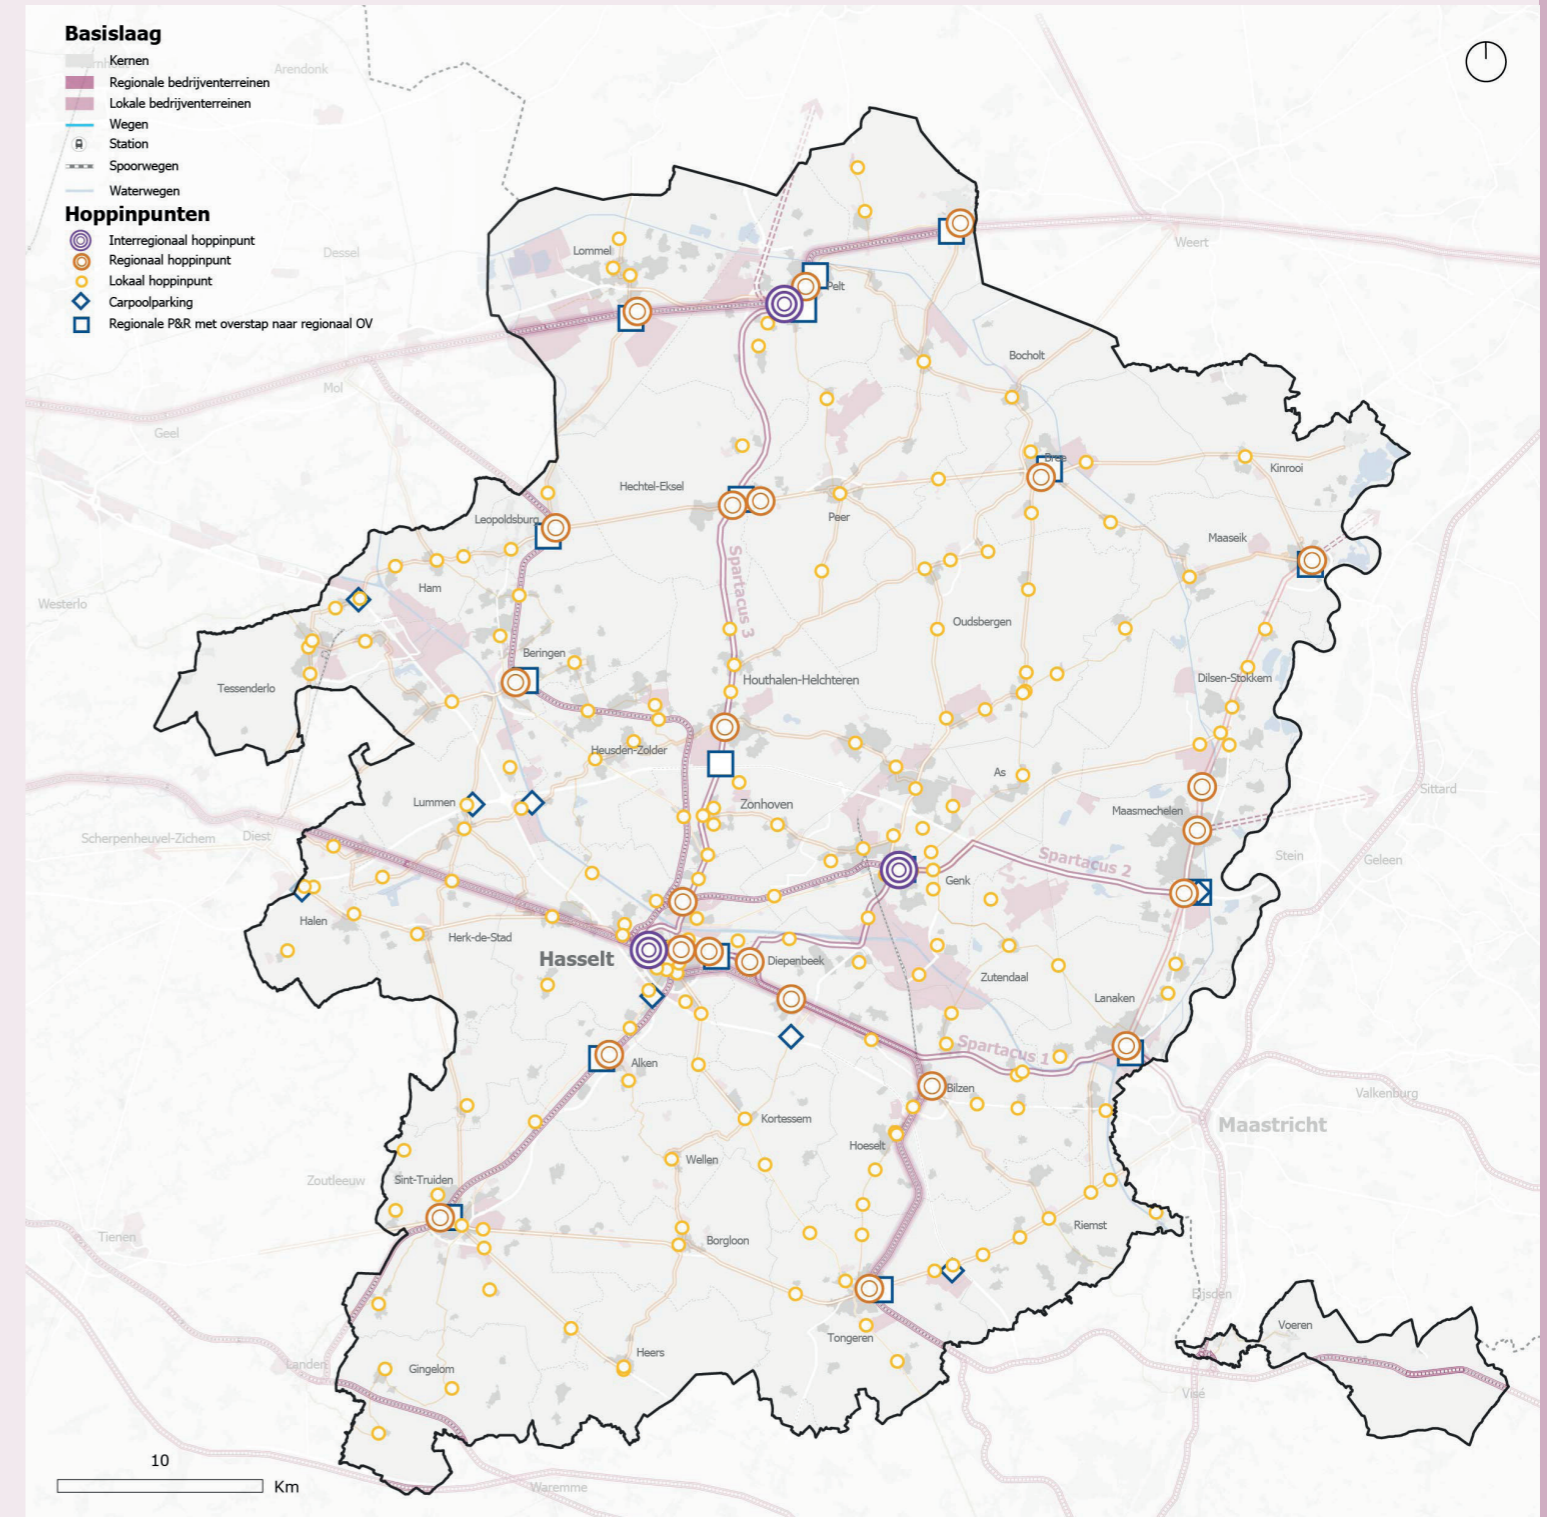 Basislaag
Kernen
Regionale bedrijventerreinen
Lokale bedrijventerreinen
Wegen
Station
Spoorwegen
Waterwegen
Hoppinpunten
Interregionaal hoppinpunt
Regionaal hoppinpunt
Lokaal hoppinpunt
Carpoolparking
Regionale P&R met overstap naar regionaal OV
Arendonk
Dessel
Lommel
Weert
Pelt
Bocholt
Mol
Geel
Bree
Kinrooi
Hechtel-Eksel
Peer
Leopoldsburg
Maaseik
Spartacus 3
Ham
Westerlo
Oudsbergen
Beringen
Tessenderlo
Houthalen-Helchteren
Dilsen-Stokkem
Heusden-Zolder
As
Sittard
Lummen
Zonhoven
Maasmechelen
Scherpenheuvel-Zichem
Diest
Spartacus 2
Stein
Geleen
Genk
Halen
Herk-de-Stad
Hasselt
Diepenbeek
Zutendaal
Lanaken
Spartacus 1
Alken
Bilzen
Valkenburg
Kortessem
Maastricht
Hoeselt
Wellen
Zoutleeuw
Sint-Truiden
Riemst
Tienen
Borgloon
Eijsden
Voeren
Tongeren
Heers
Landen
Gingelom
Visé
10
Km
Waremme